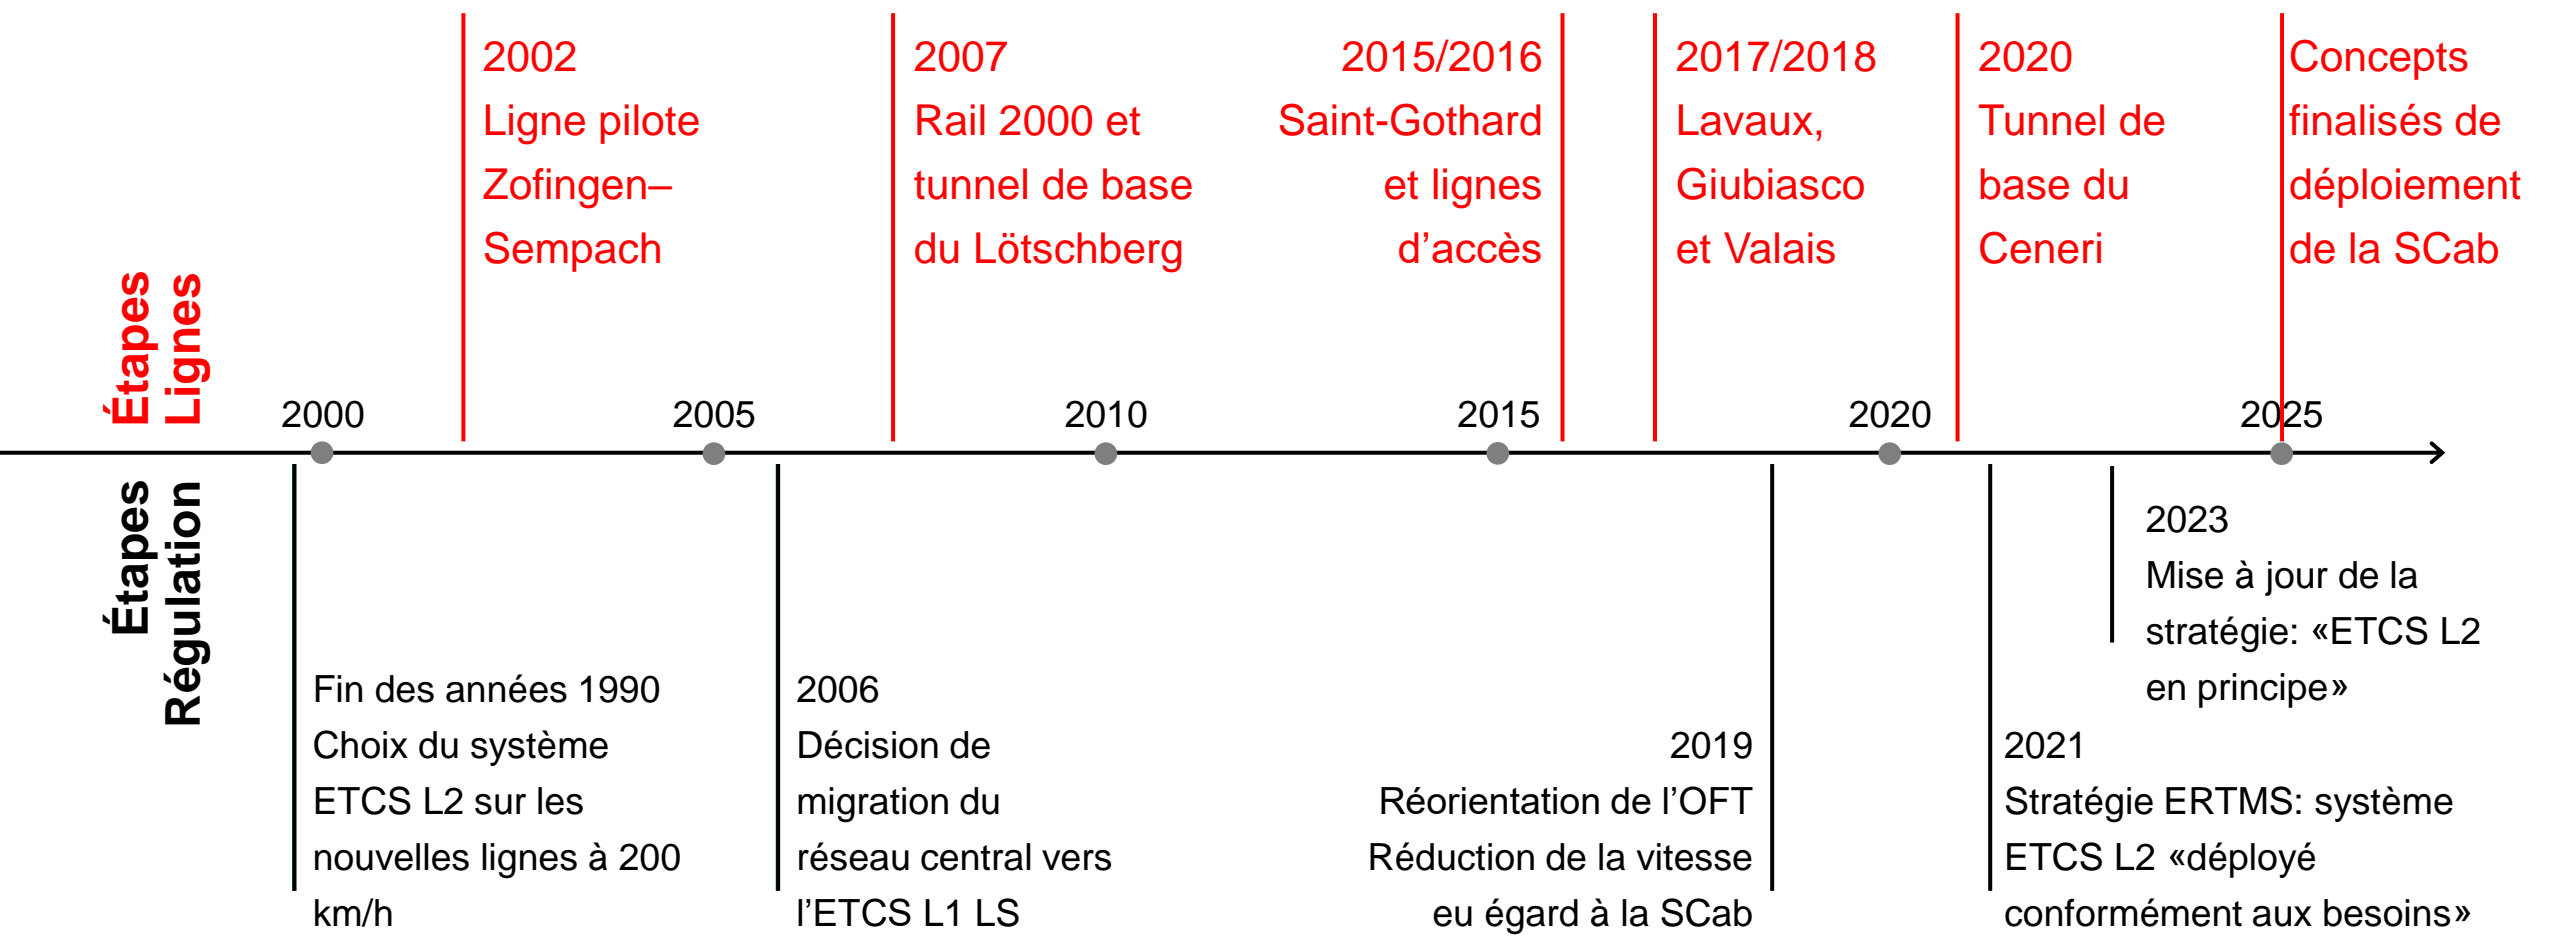 2002
Ligne pilote
Zofingen–
Sempach
2007
Rail 2000 et
tunnel de base
du Lötschberg
2015/2016
Saint-Gothard
et lignes
d’accès
2017/2018
Lavaux,
Giubiasco
et Valais
2020
Tunnel de
base du
Ceneri
Concepts
finalisés de
déploiement
de la SCab
Étapes
Lignes
2000
2005
2010
2015
2020
2025
Étapes
Régulation
Fin des années 1990
Choix du système
ETCS L2 sur les
nouvelles lignes à 200
km/h
2006
Décision de
migration du
réseau central vers
l’ETCS L1 LS
2019
Réorientation de l’OFT
Réduction de la vitesse
eu égard à la SCab
2021
Stratégie ERTMS: système
ETCS L2 «déployé
conformément aux besoins»
2023
Mise à jour de la
stratégie: «ETCS L2
en principe»